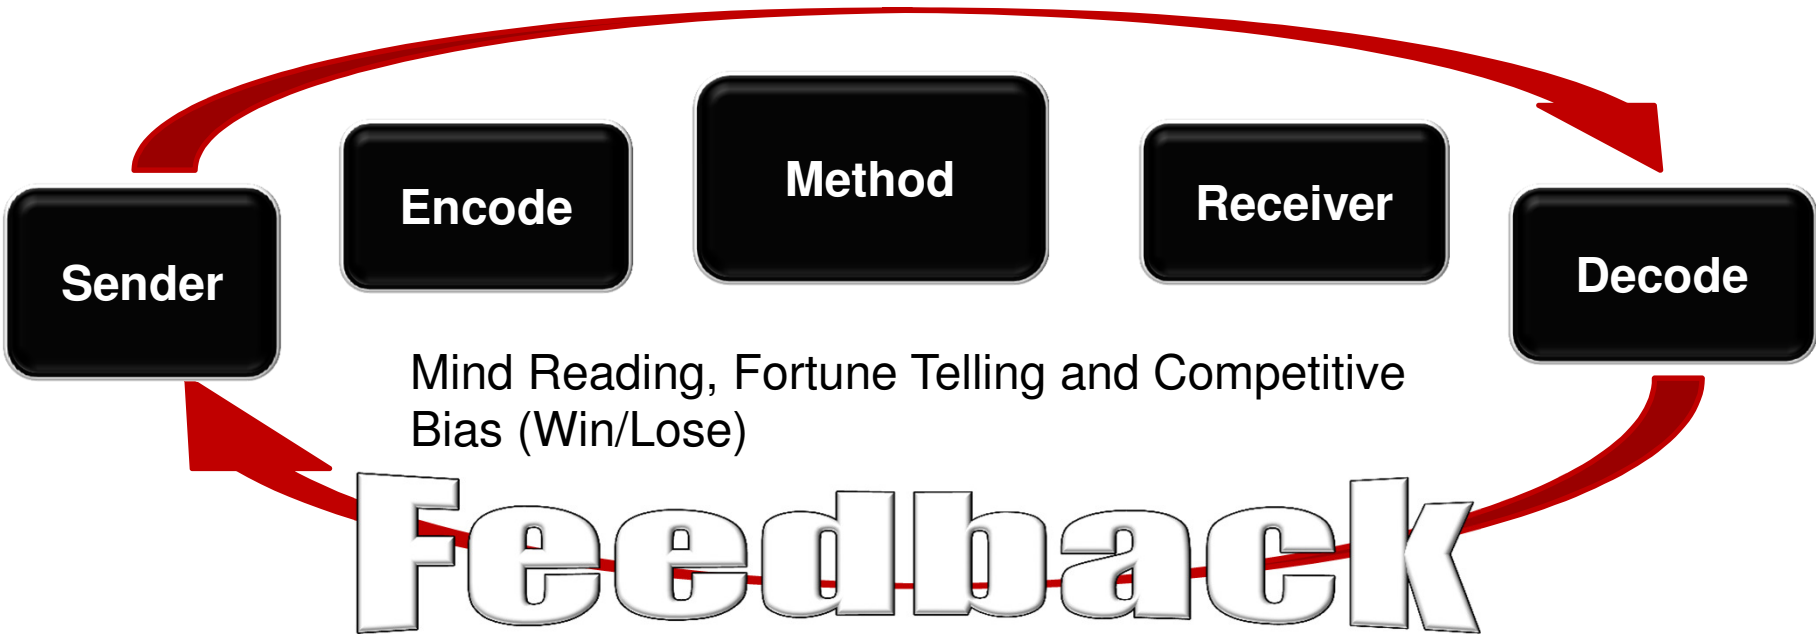 Sender
Encode
Method
Receiver
Decode
Mind Reading, Fortune Telling and Competitive
Bias (Win/Lose)
Feedback